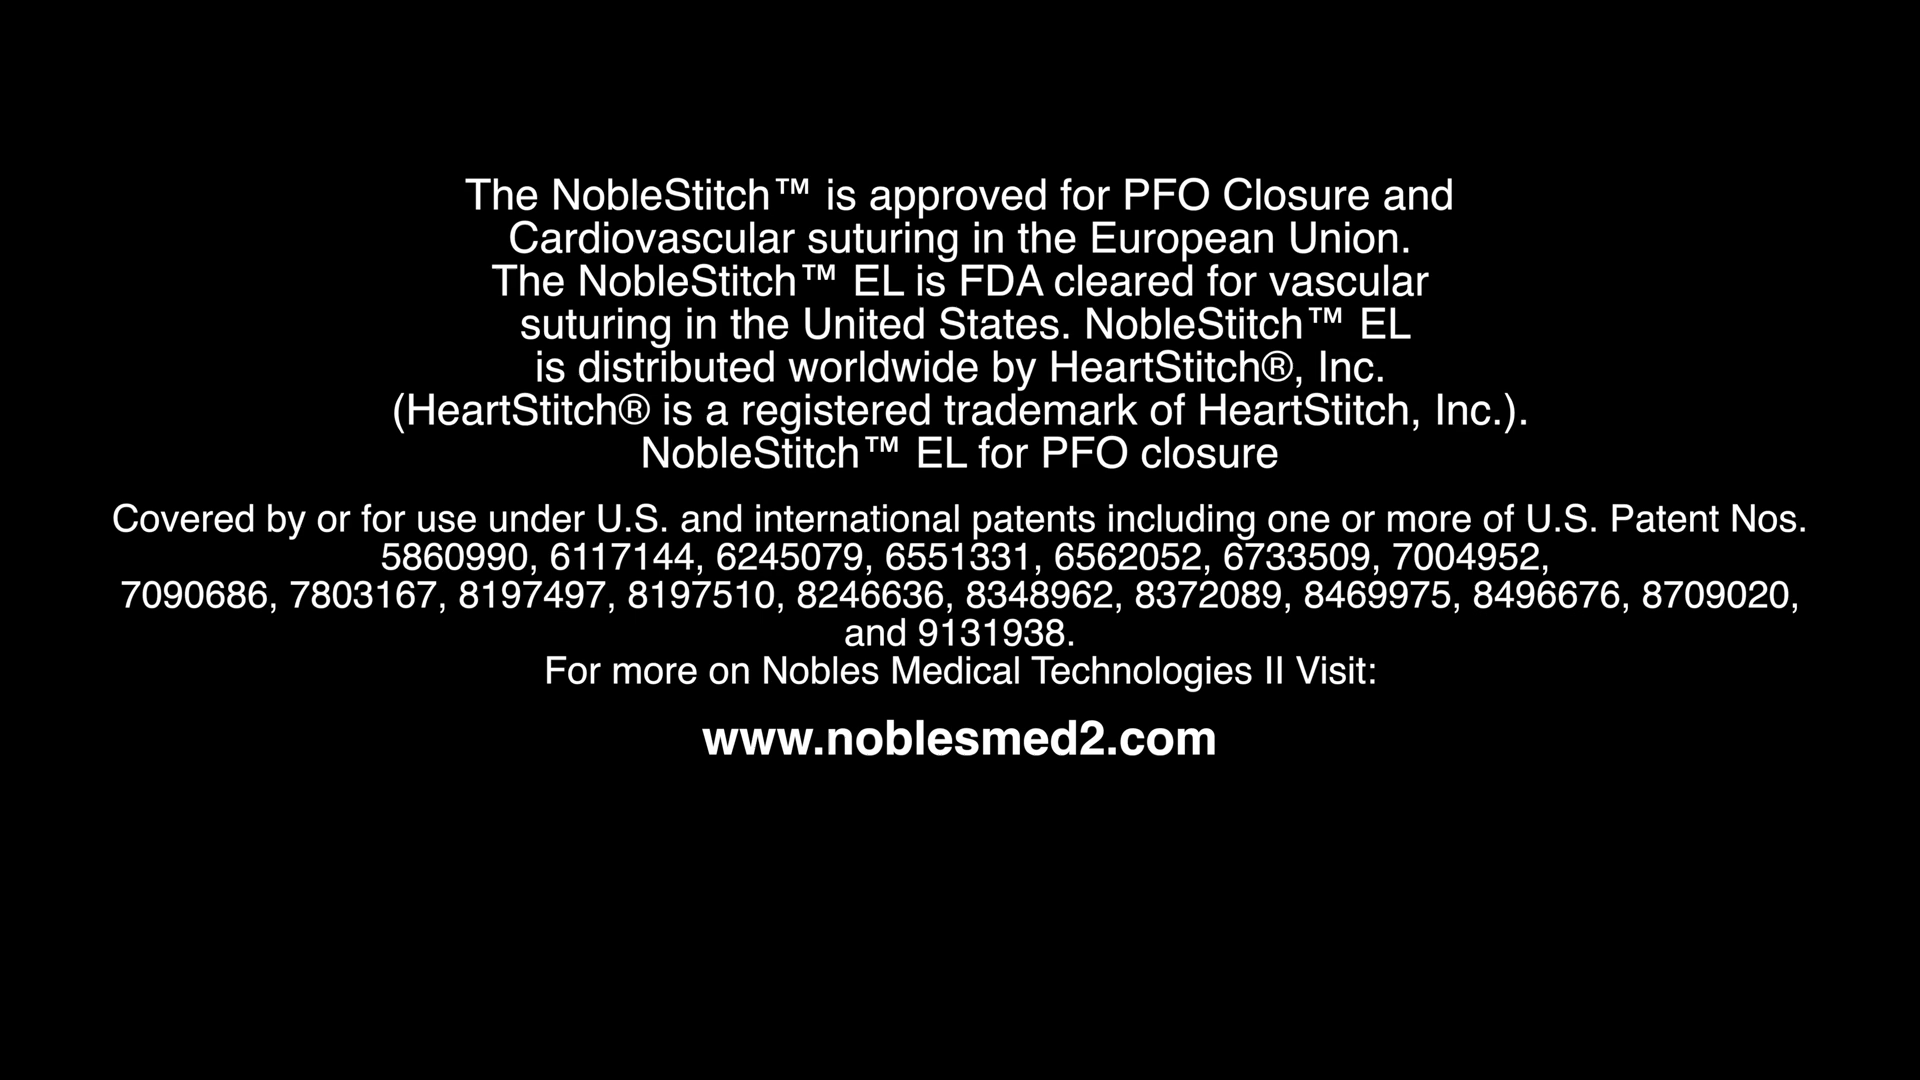 The NobleStitch™ is approved for PFO Closure and
Cardiovascular suturing in the European Union.
The NobleStitch™ EL is FDA cleared for vascular
suturing in the United States. NobleStitch™ EL
is distributed worldwide by HeartStitch®, Inc.
(HeartStitch® is a registered trademark of HeartStitch, Inc.).
NobleStitch™ EL for PFO closure
Covered by or for use under U.S. and international patents including one or more of U.S. Patent Nos.
5860990, 6117144, 6245079, 6551331, 6562052, 6733509, 7004952,
7090686, 7803167, 8197497, 8197510, 8246636, 8348962, 8372089, 8469975, 8496676, 8709020,
and 9131938.
For more on Nobles Medical Technologies II Visit:
www.noblesmed2.com